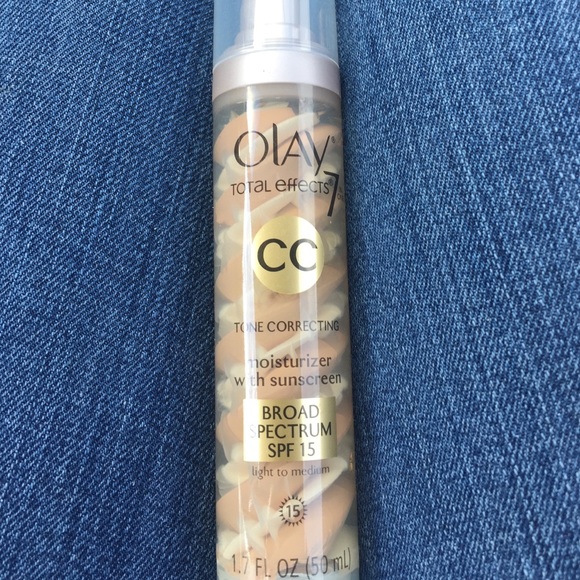 OLAY®
TOTAL EFFECTS 7
CC
TONE CORRECTING
moisturizer
with sunscreen
BROAD
SPECTRUM
SPF 15
light to medium
15
1.7 FL OZ (50 mL)